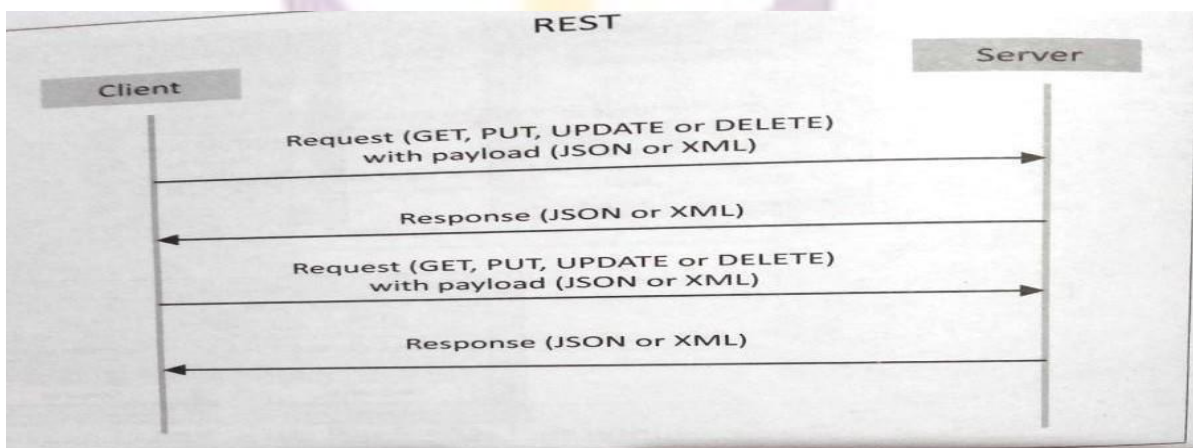 REST
Client
Server
Request (GET, PUT, UPDATE or DELETE)
with payload (JSON or XML)
Response (JSON or XML)
Request (GET, PUT, UPDATE or DELETE)
with payload (JSON or XML)
Response (JSON or XML)